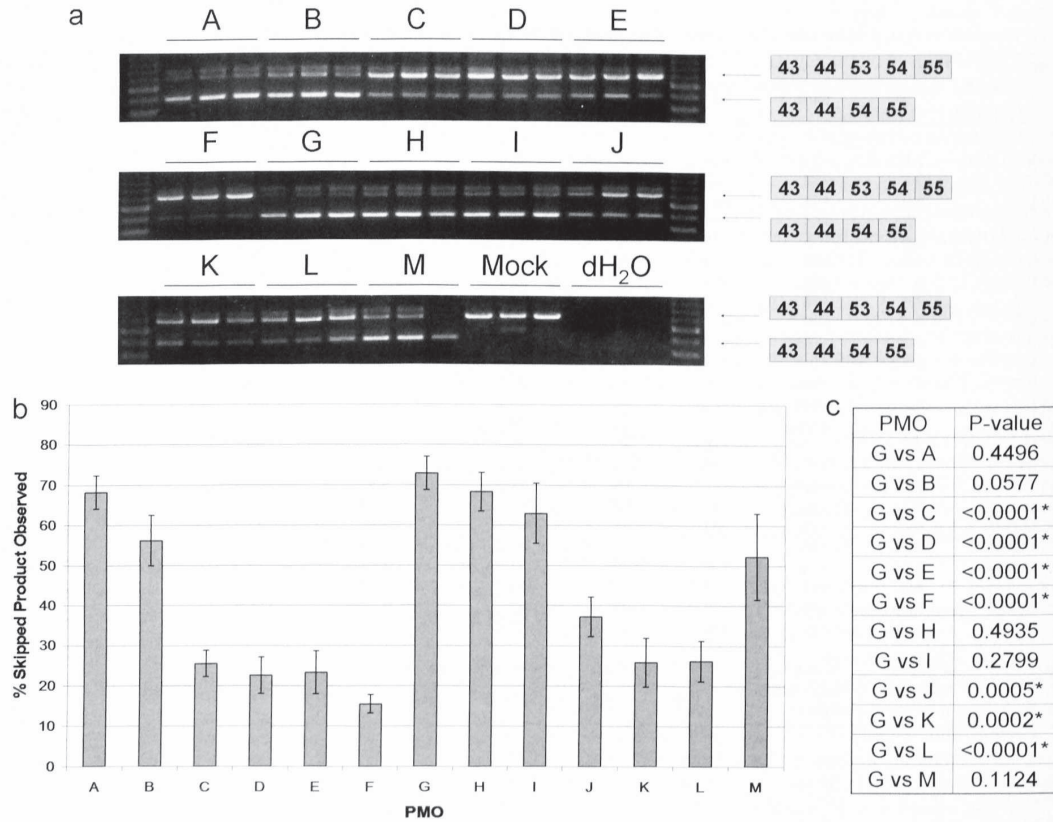 a
A B C D E
43 44 53 54 55
43 44 54 55
F G H I J
43 44 53 54 55
43 44 54 55
K L M Mock dH₂O
43 44 53 54 55
43 44 54 55
b
% Skipped Product Observed
90
80
70
60
50
40
30
20
10
0
A B C D E F G H I J K L M
PMO
c
PMO P-value
G vs A 0.4496
G vs B 0.0577
G vs C <0.0001*
G vs D <0.0001*
G vs E <0.0001*
G vs F <0.0001*
G vs H 0.4935
G vs I 0.2799
G vs J 0.0005*
G vs K 0.0002*
G vs L <0.0001*
G vs M 0.1124